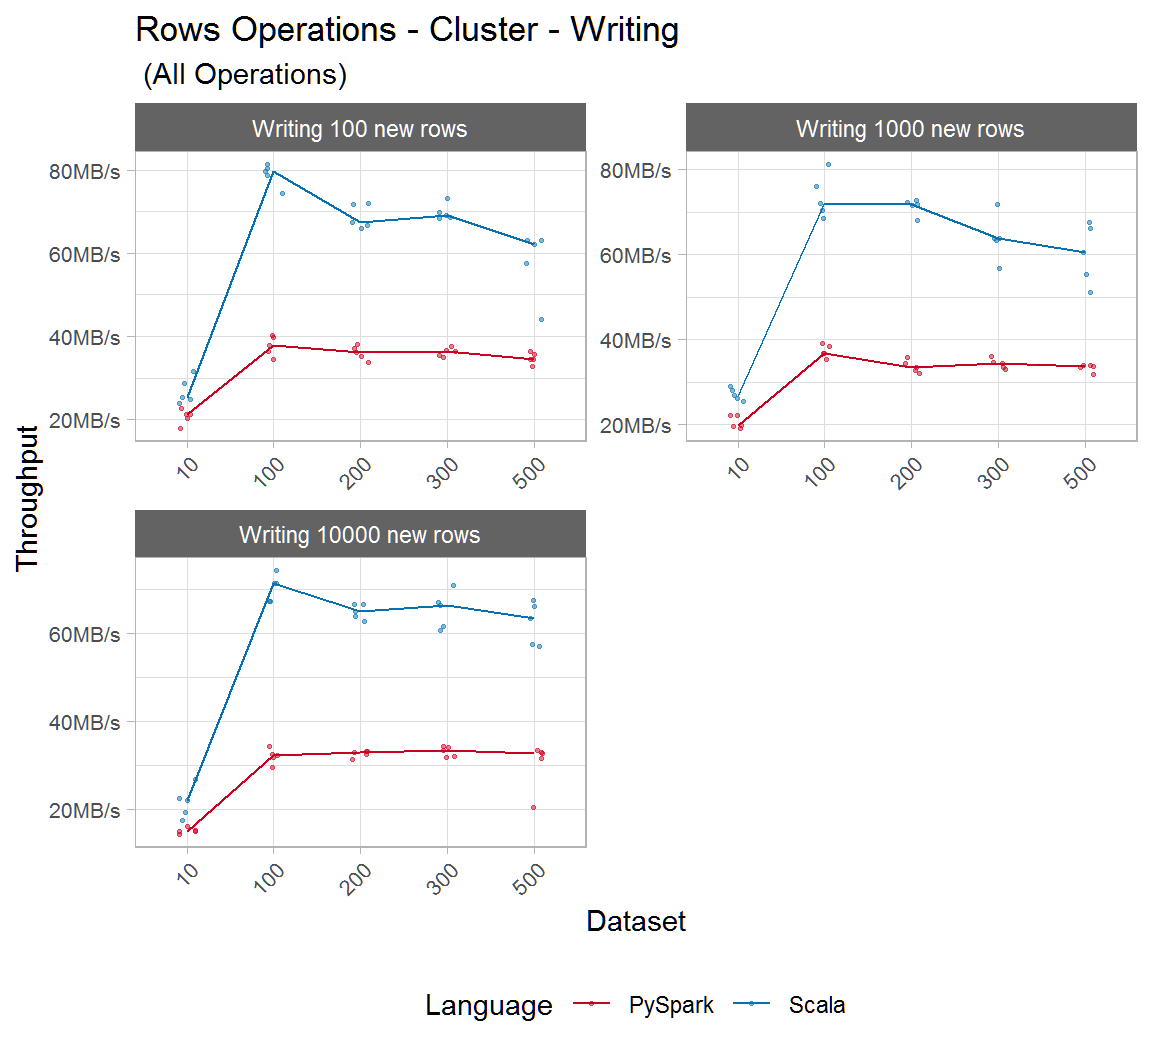 Rows Operations - Cluster - Writing
(All Operations)
Writing 100 new rows
80MB/s
60MB/s
40MB/s
20MB/s
10
100
200
300
500
Writing 1000 new rows
80MB/s
60MB/s
40MB/s
20MB/s
10
100
200
300
500
Writing 10000 new rows
60MB/s
40MB/s
20MB/s
10
100
200
300
500
Throughput
Dataset
Language PySpark Scala